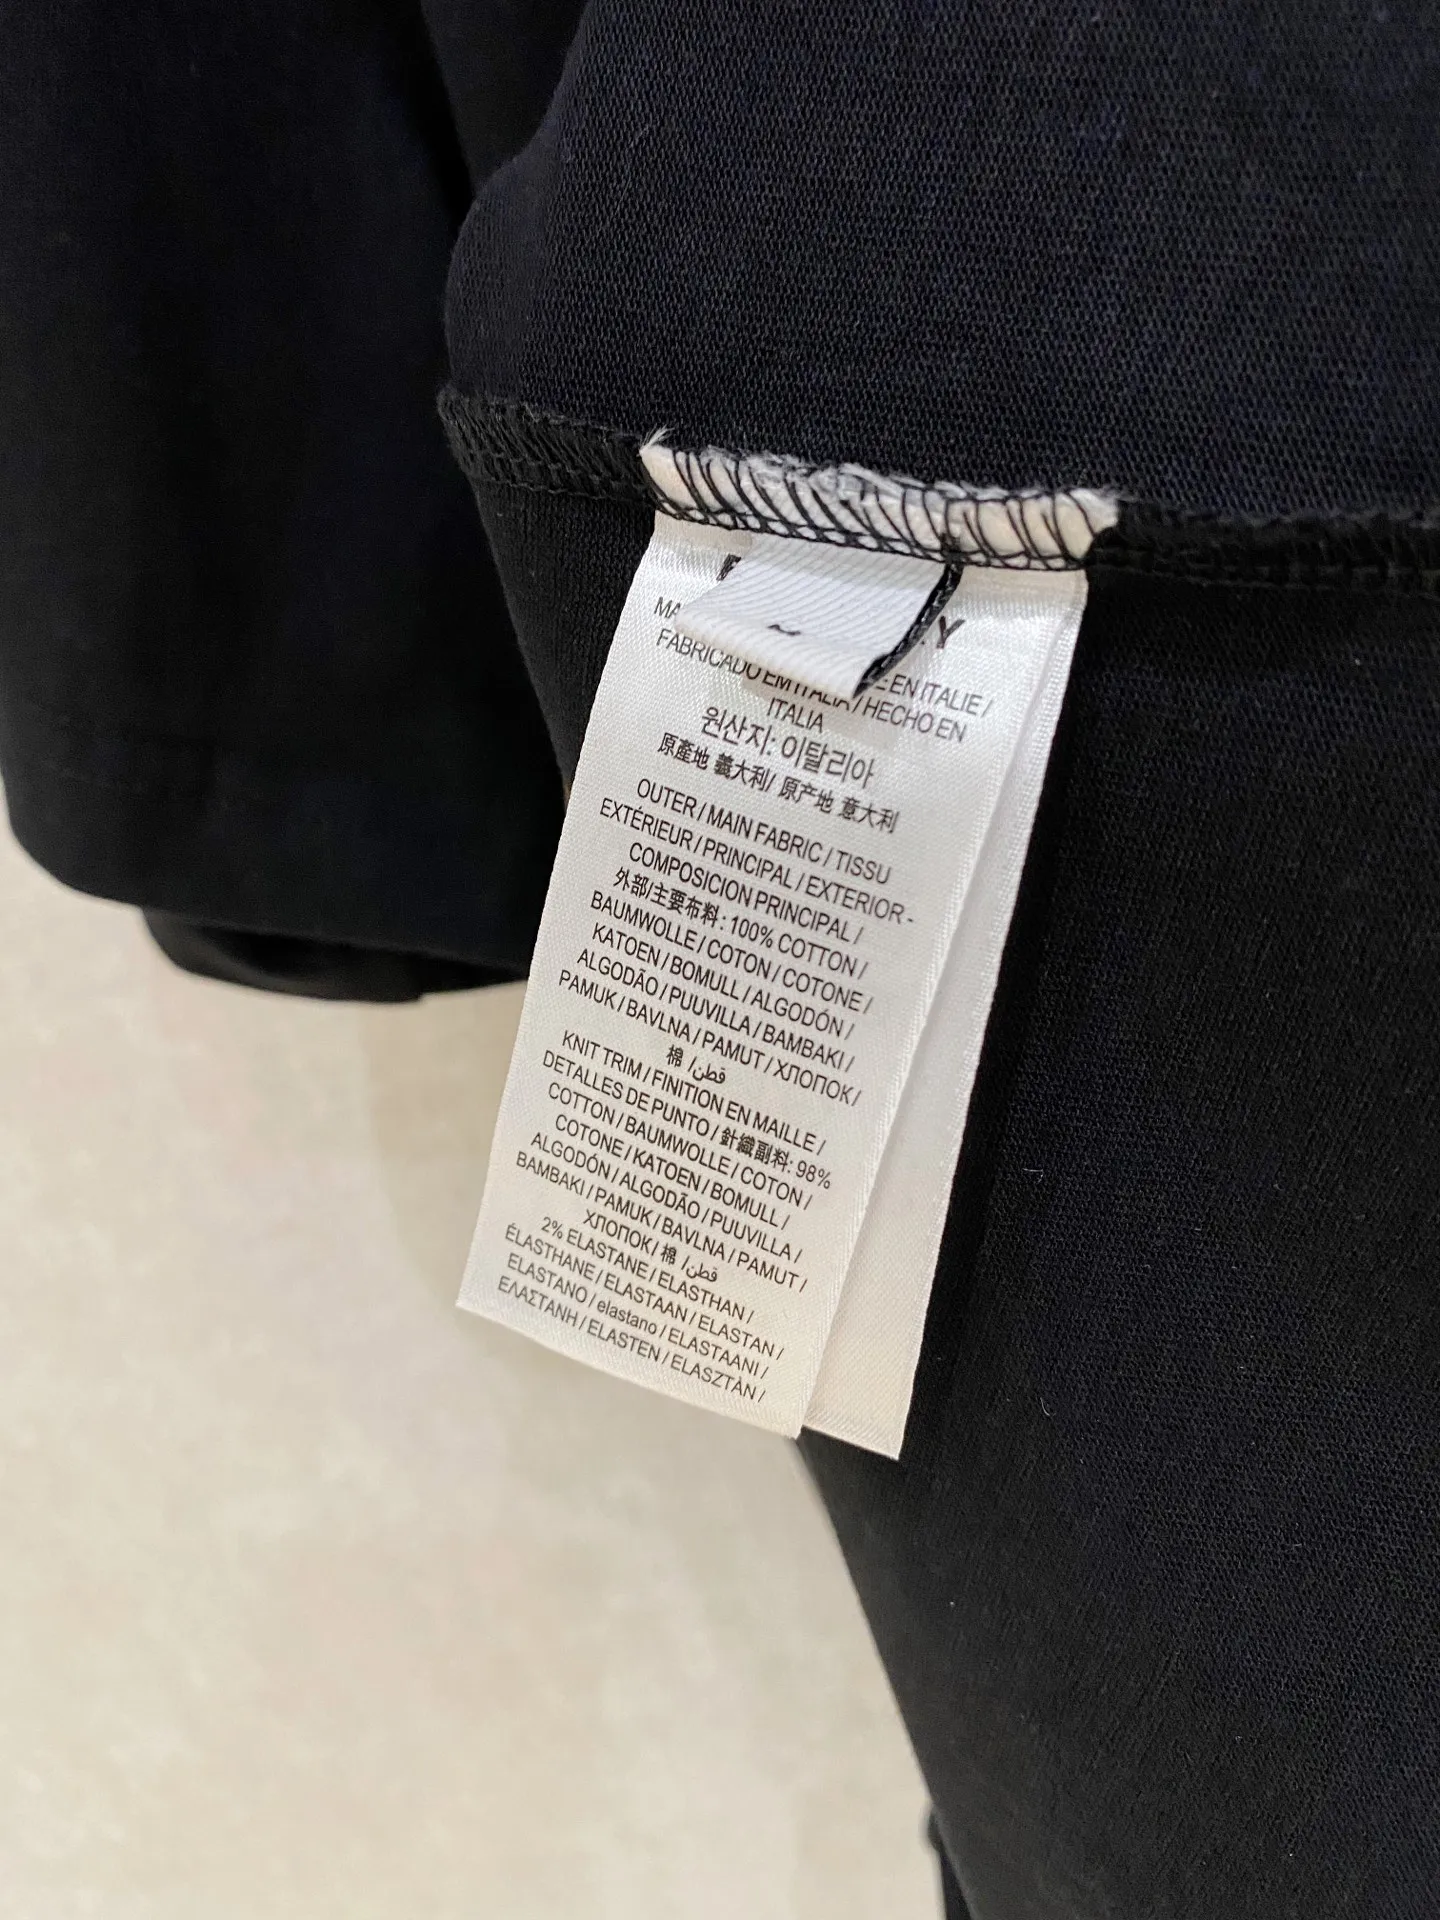 FABRICADO EM ITALIA / HECHO EN
ITALIA
원산지: 이탈리아
原產地 義大利/ 原产地 意大利
OUTER / MAIN FABRIC / TISSU
EXTÉRIEUR / PRINCIPAL / EXTERIOR -
COMPOSICION PRINCIPAL /
外部/主要布料 : 100% COTTON /
BAUMWOLLE / COTON / COTONE /
KATOEN / BOMULL / ALGODÓN /
ALGODÃO / PUUVILLA / BAMBAKI /
PAMUK / BAVLNA / PAMUT / ХЛОПОК /
棉 / قطن
KNIT TRIM / FINITION EN MAILLE /
DETALLES DE PUNTO / 針織副料: 98%
COTTON / BAUMWOLLE / COTON /
COTONE / KATOEN / BOMULL /
ALGODÓN / ALGODÃO / PUUVILLA /
BAMBAKI / PAMUK / BAVLNA / PAMUT /
ХЛОПОК / 棉 / قطن
2% ELASTANE / ELASTHAN /
ÉLASTHANE / ELASTAAN / ELASTAN /
ELASTANO / elastano / ELASTAANI /
ΕΛΑΣΤΑΝΗ / ELASTEN / ELASZTÀN /